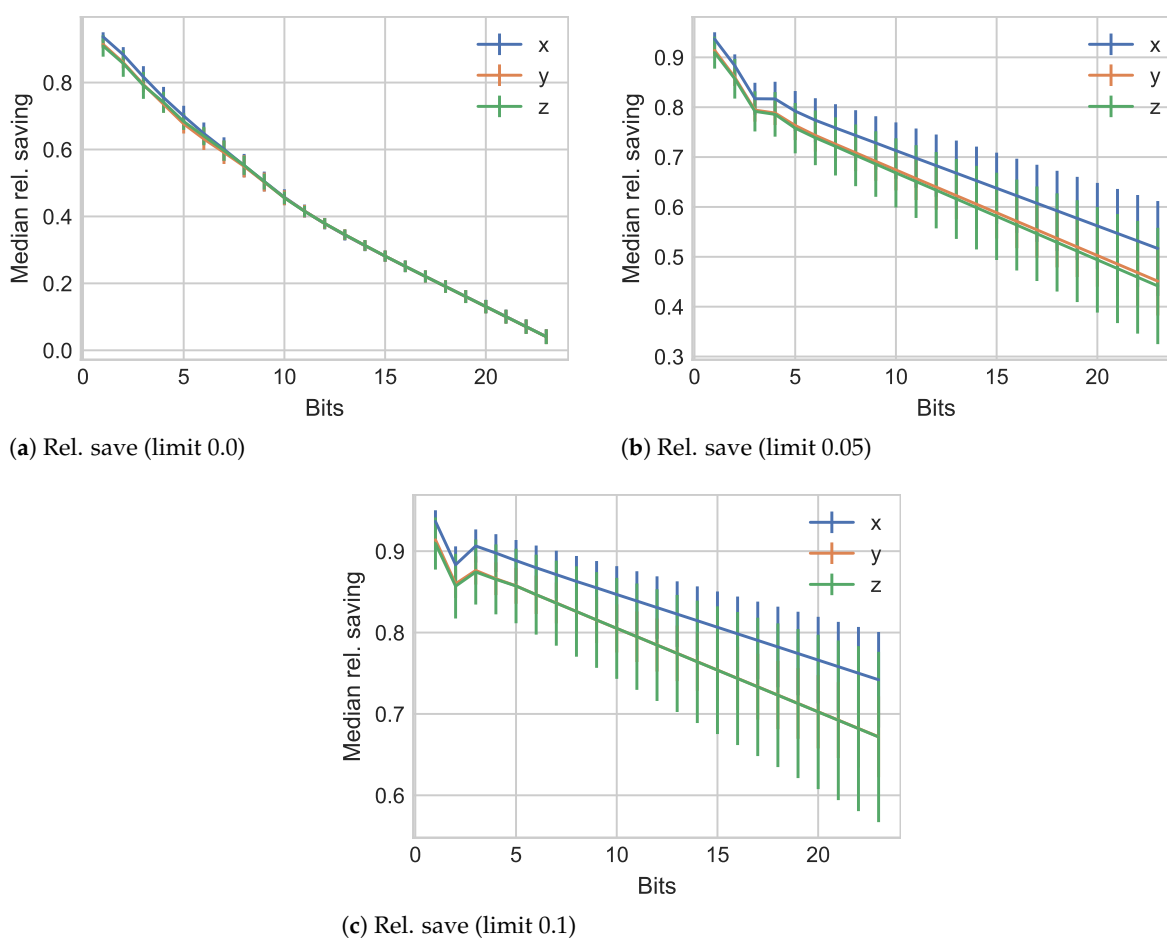 Median rel. saving
0.8
0.6
0.4
0.2
0.0
0 5 10 15 20
Bits
x
y
z
(a) Rel. save (limit 0.0)
Median rel. saving
0.9
0.8
0.7
0.6
0.5
0.4
0.3
0 5 10 15 20
Bits
x
y
z
(b) Rel. save (limit 0.05)
Median rel. saving
0.9
0.8
0.7
0.6
0 5 10 15 20
Bits
x
y
z
(c) Rel. save (limit 0.1)